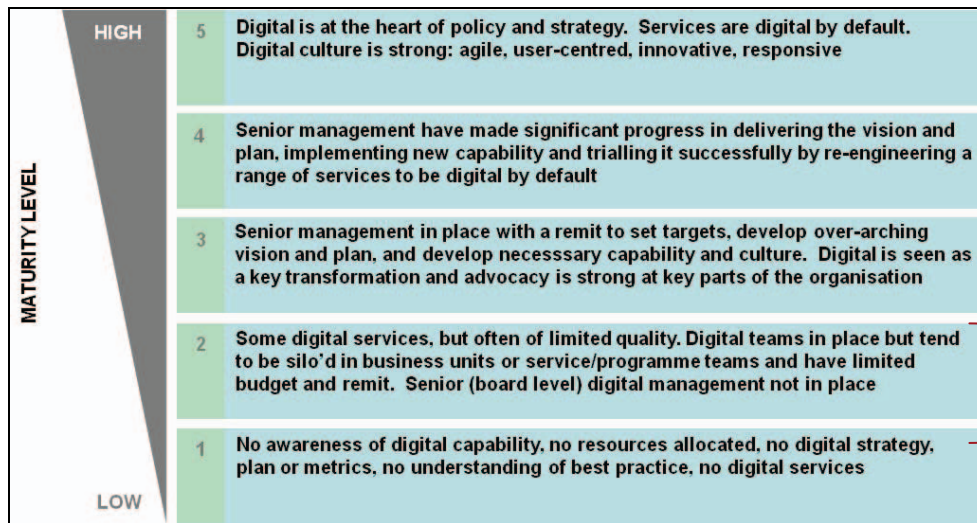 MATURITY LEVEL
HIGH
5
Digital is at the heart of policy and strategy.  Services are digital by default.
Digital culture is strong: agile, user-centred, innovative, responsive
4
Senior management have made significant progress in delivering the vision and
plan, implementing new capability and trialling it successfully by re-engineering a
range of services to be digital by default
3
Senior management in place with a remit to set targets, develop over-arching
vision and plan, and develop necesssary capability and culture.  Digital is seen as
a key transformation and advocacy is strong at key parts of the organisation
2
Some digital services, but often of limited quality. Digital teams in place but tend
to be silo'd in business units or service/programme teams and have limited
budget and remit.  Senior (board level) digital management not in place
1
No awareness of digital capability, no resources allocated, no digital strategy,
plan or metrics, no understanding of best practice, no digital services
LOW